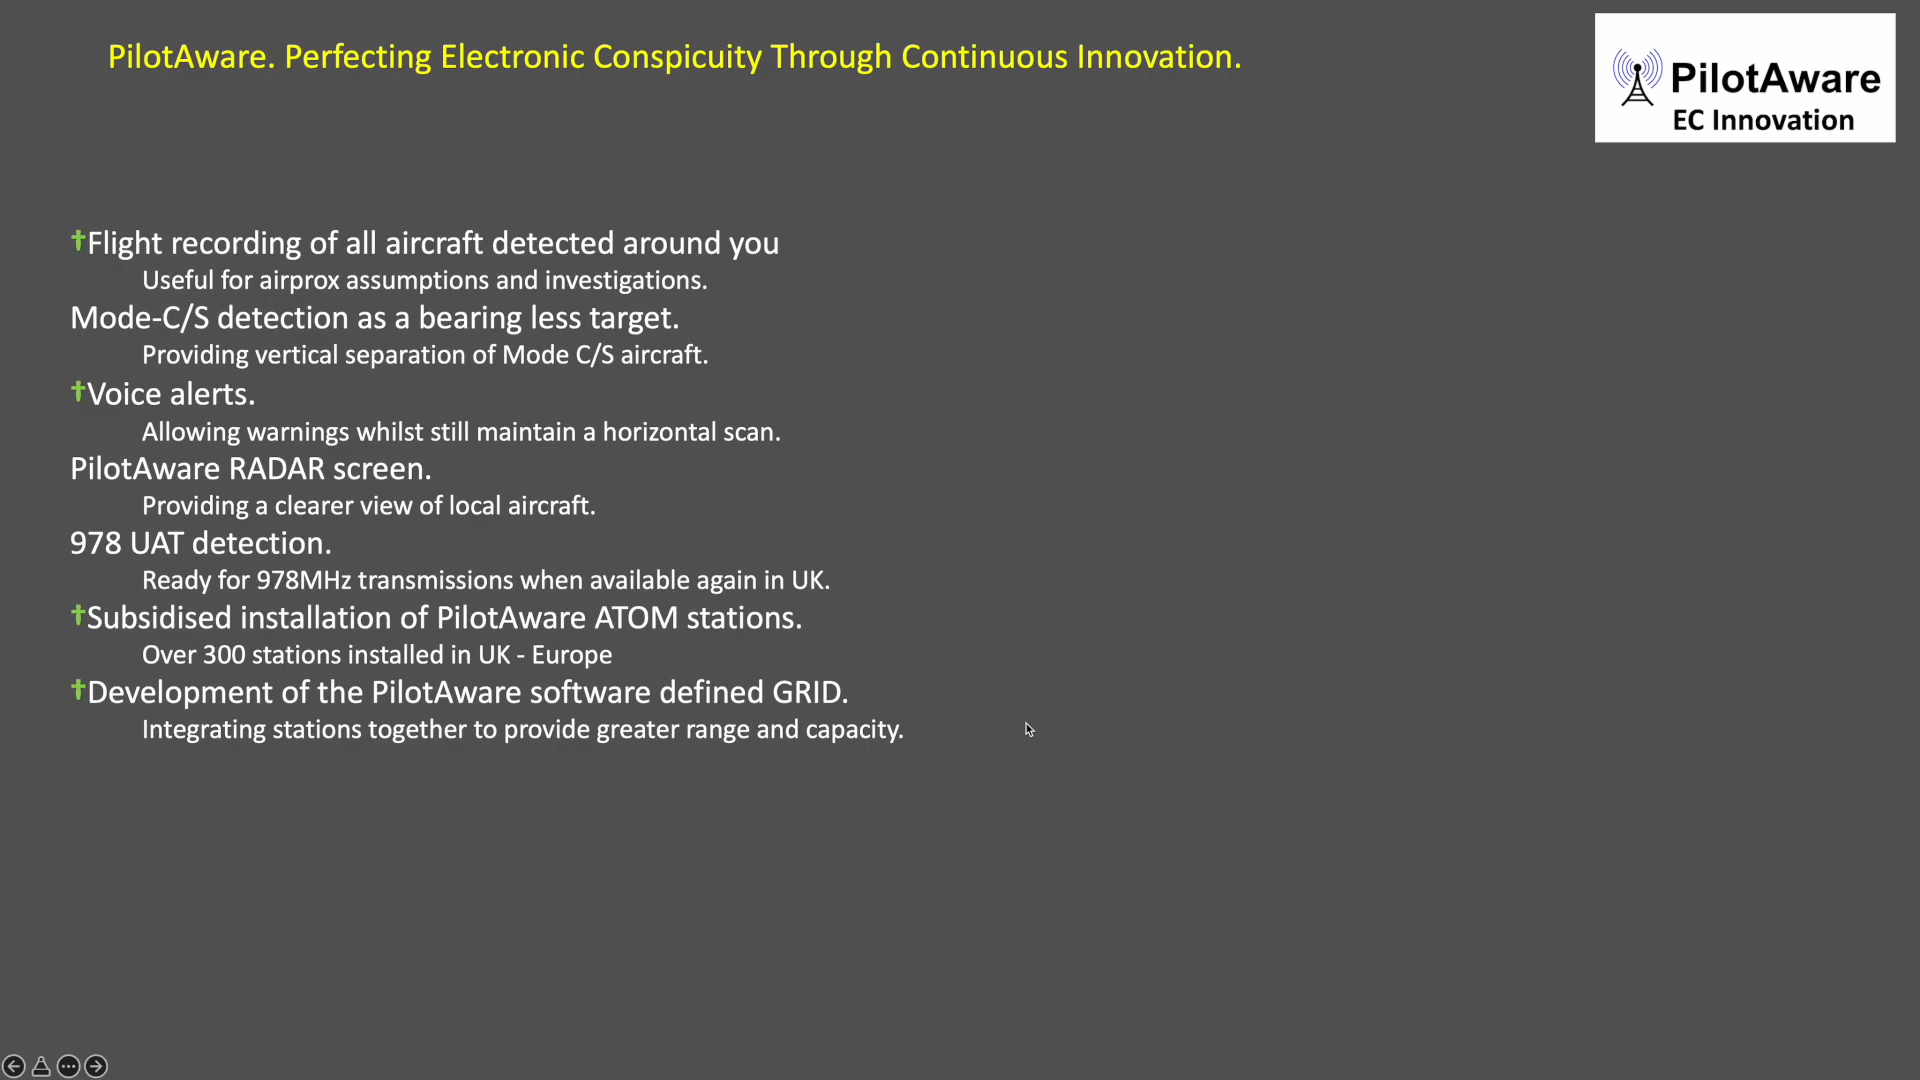 PilotAware. Perfecting Electronic Conspicuity Through Continuous Innovation.
PilotAware
EC Innovation
†Flight recording of all aircraft detected around you
Useful for airprox assumptions and investigations.
Mode-C/S detection as a bearing less target.
Providing vertical separation of Mode C/S aircraft.
†Voice alerts.
Allowing warnings whilst still maintain a horizontal scan.
PilotAware RADAR screen.
Providing a clearer view of local aircraft.
978 UAT detection.
Ready for 978MHz transmissions when available again in UK.
†Subsidised installation of PilotAware ATOM stations.
Over 300 stations installed in UK - Europe
†Development of the PilotAware software defined GRID.
Integrating stations together to provide greater range and capacity.